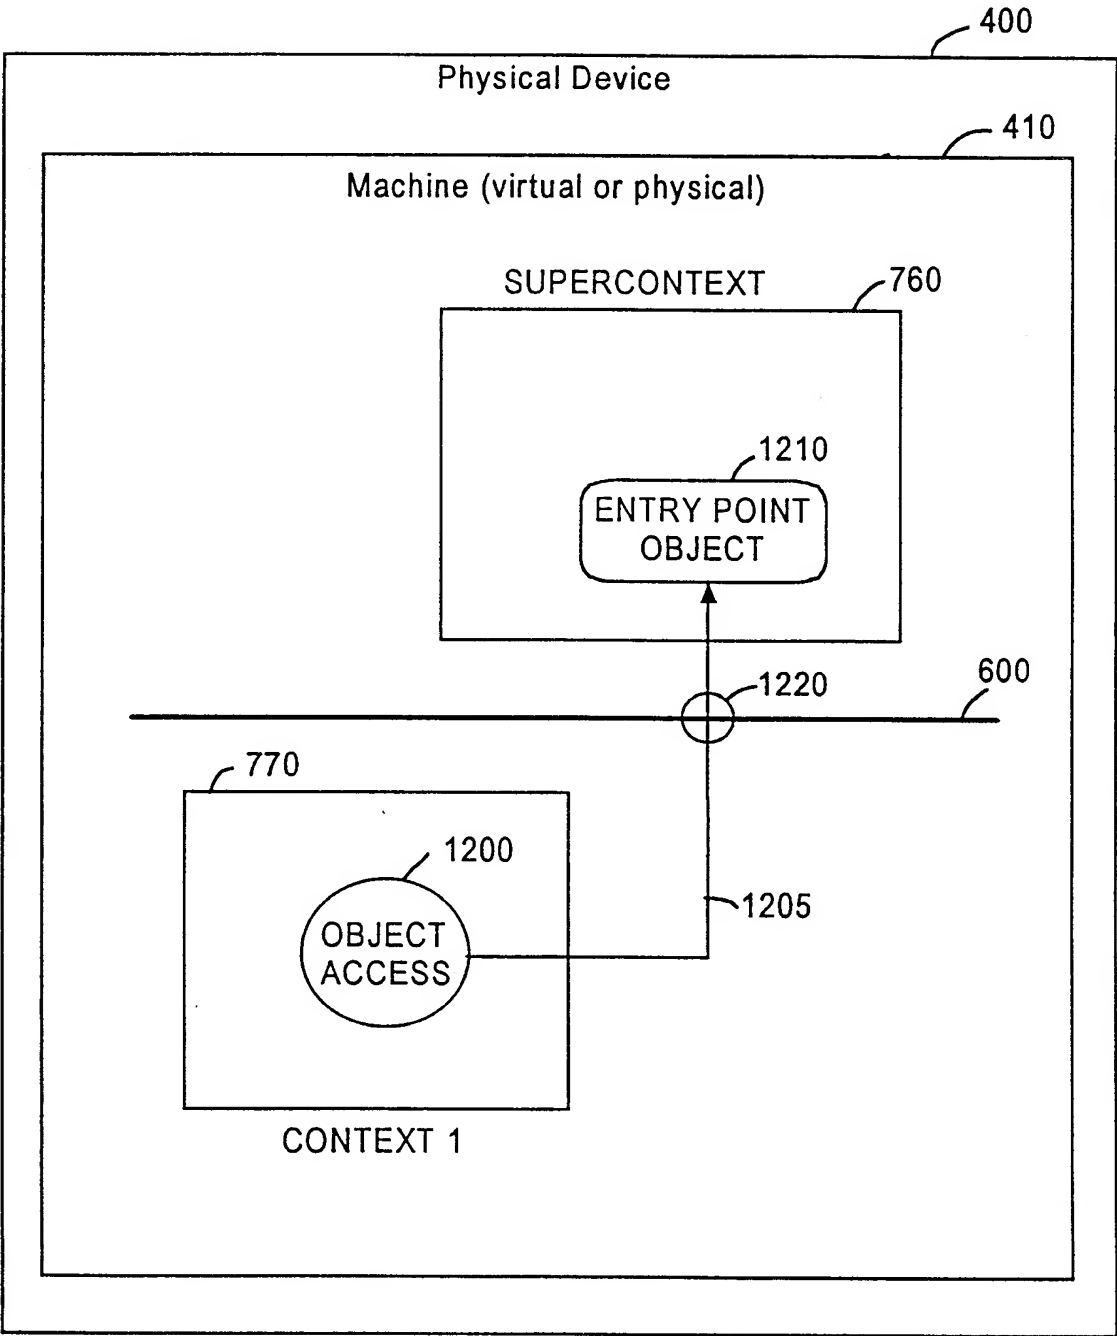 400
Physical Device
410
Machine (virtual or physical)
SUPERCONTEXT
760
1210
ENTRY POINT
OBJECT
1220
600
770
1200
OBJECT
ACCESS
1205
CONTEXT 1